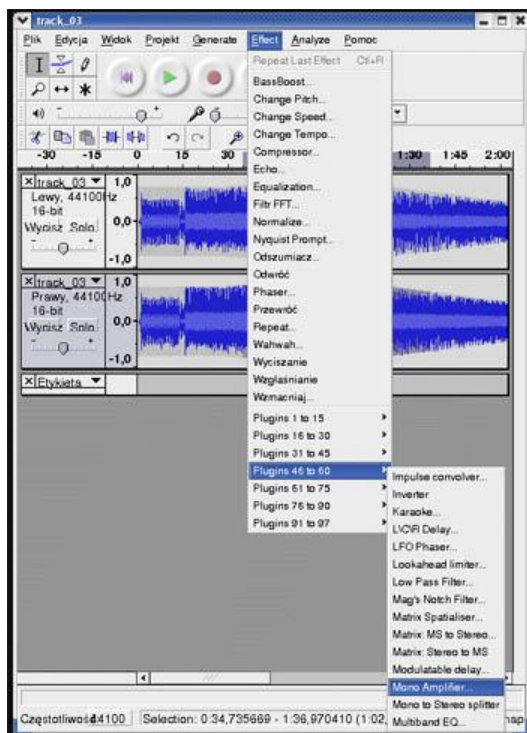 track_03
Plik Edycja Widok Projekt Generate Effect Analyze Pomoc
-30 -15 0 15 30 1:30 1:45 2:00
track_03
Lewy, 44100Hz
16-bit
Wycisz Solo
1,0
0,0
-1,0
track_03
Prawy, 44100Hz
16-bit
Wycisz Solo
1,0
0,0
-1,0
Etykieta
Repeat Last Effect Ctrl+R
BassBoost...
Change Pitch...
Change Speed...
Change Tempo...
Compressor...
Echo...
Equalization...
Filtr FFT...
Normalize...
Nyquist Prompt...
Odszumiacz...
Odwróć
Phaser...
Przewróć
Repeat...
Wahwah...
Wyciszanie
Wzgłaśnianie
Wzmacniaj...
Plugins 1 to 15
Plugins 16 to 30
Plugins 31 to 45
Plugins 46 to 60
Plugins 61 to 75
Plugins 76 to 90
Plugins 91 to 97
Impulse convolver...
Inverter
Karaoke...
L\C\R Delay...
LFO Phaser...
Lookahead limiter...
Low Pass Filter...
Mag's Notch Filter...
Matrix Spatialiser...
Matrix: MS to Stereo...
Matrix: Stereo to MS
Modulatable delay...
Mono Amplifier...
Mono to Stereo splitter
Multiband EQ...
44100 Selection: 0:34,735669 - 1:36,970410 (1:02,